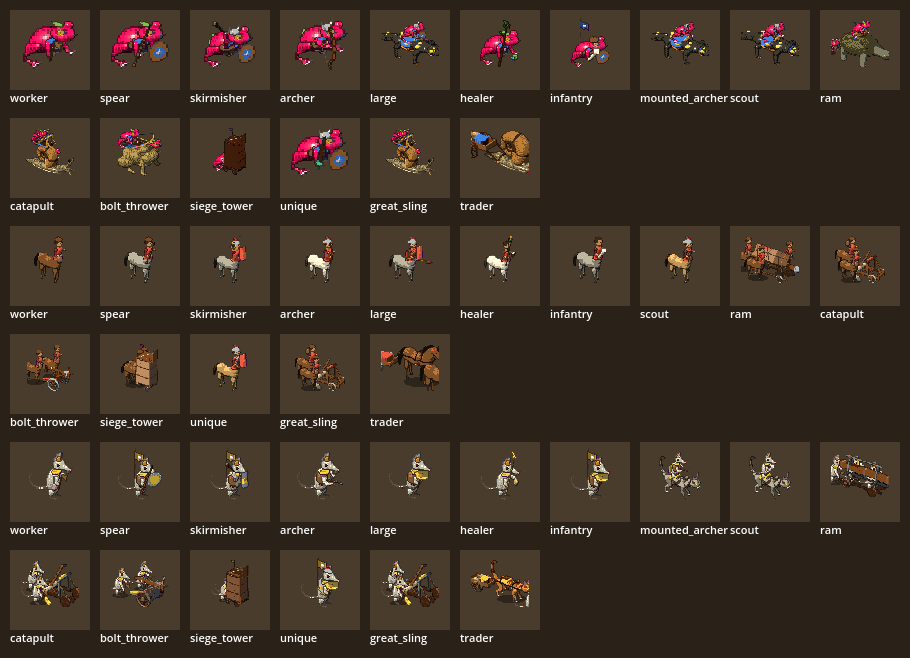 worker spear skirmisher archer large healer infantry mounted_archer scout ram
catapult bolt_thrower siege_tower unique great_sling trader
worker spear skirmisher archer large healer infantry scout ram catapult
bolt_thrower siege_tower unique great_sling trader
worker spear skirmisher archer large healer infantry mounted_archer scout ram
catapult bolt_thrower siege_tower unique great_sling trader